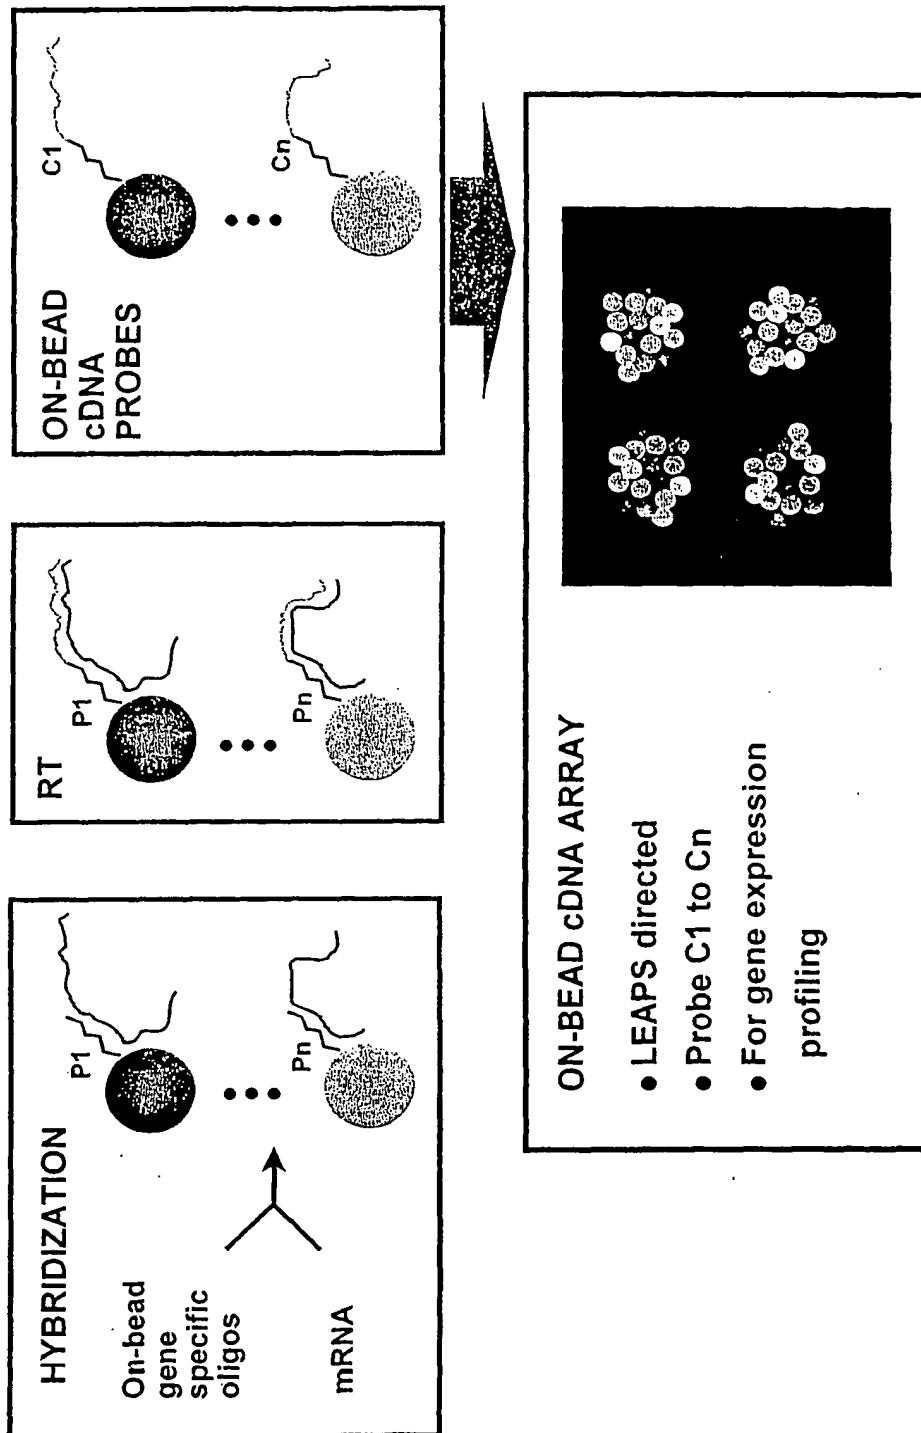 HYBRIDIZATION
On-bead
gene
specific
oligos
mRNA
P1
Pn
RT
P1
Pn
ON-BEAD
cDNA
PROBES
C1
Cn
ON-BEAD cDNA ARRAY
● LEAPS directed
● Probe C1 to Cn
● For gene expression
profiling